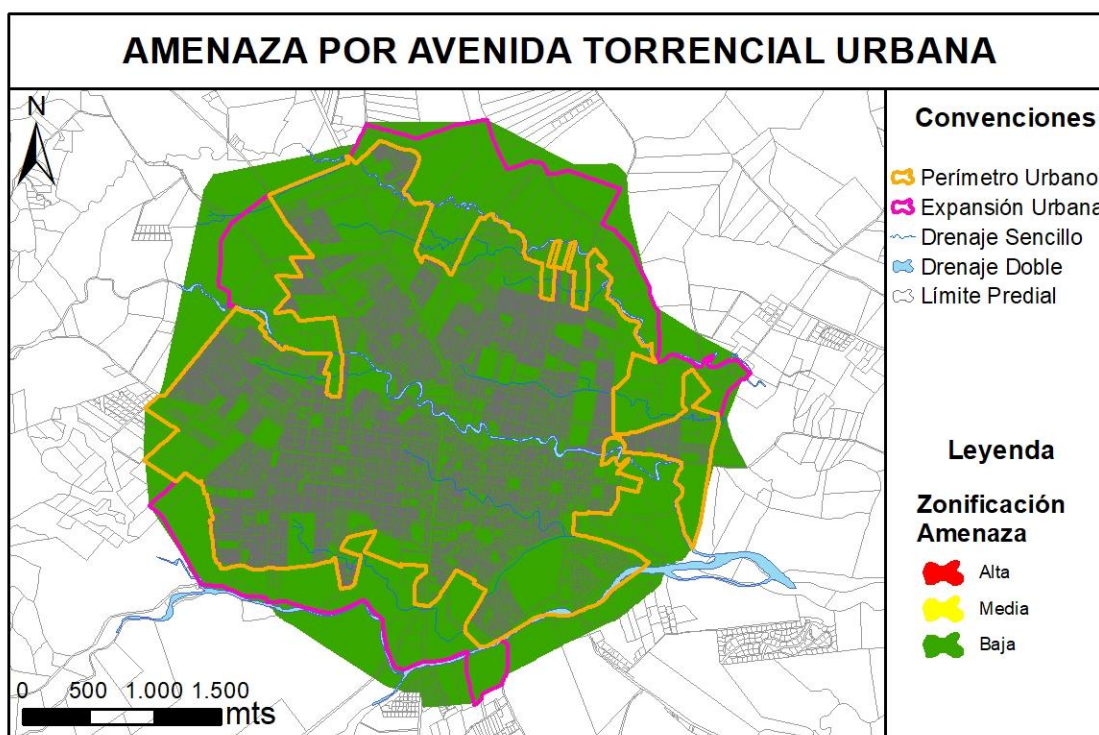 AMENAZA POR AVENIDA TORRENCIAL URBANA
N
Convenciones
Perímetro Urbano
Expansión Urbana
Drenaje Sencillo
Drenaje Doble
Límite Predial
Leyenda
Zonificación
Amenaza
Alta
Media
Baja
0 500 1.000 1.500
mts